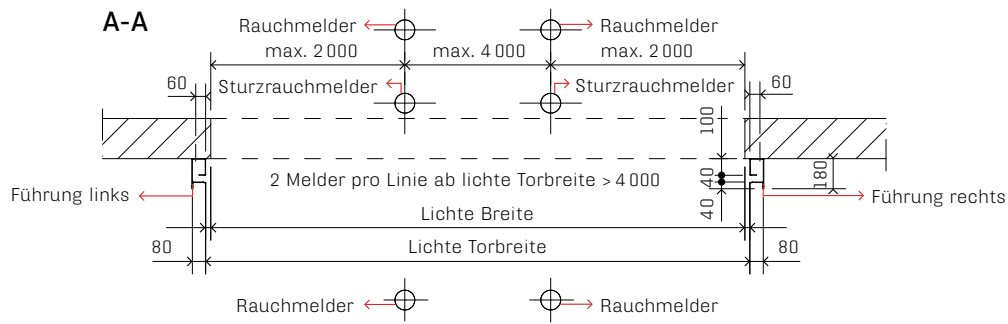 A-A
Rauchmelder
Rauchmelder
max. 2 000
max. 4 000
max. 2 000
60
Sturzrauchmelder
Sturzrauchmelder
60
100
Führung links
2 Melder pro Linie ab lichte Torbreite > 4 000
40
180
Führung rechts
40
Lichte Breite
80
Lichte Torbreite
80
Rauchmelder
Rauchmelder